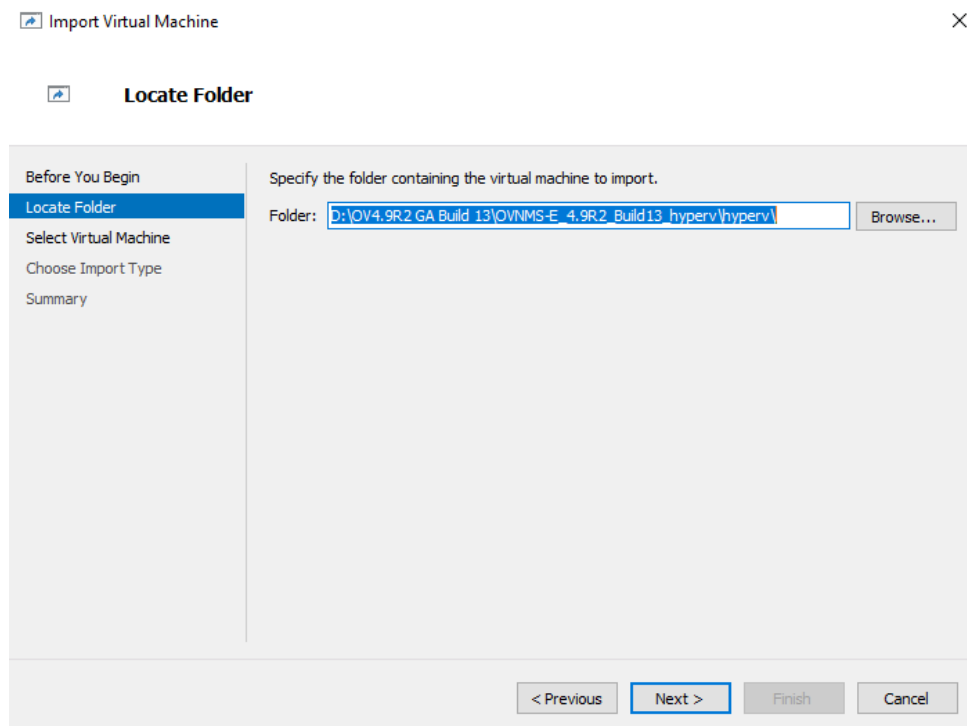 Import Virtual Machine
Locate Folder
Before You Begin
Locate Folder
Select Virtual Machine
Choose Import Type
Summary
Specify the folder containing the virtual machine to import.
Folder: D:\OV4.9R2 GA Build 13\OVNMS-E_4.9R2_Build13_hyperv\hyperv\ Browse...
< Previous Next > Finish Cancel